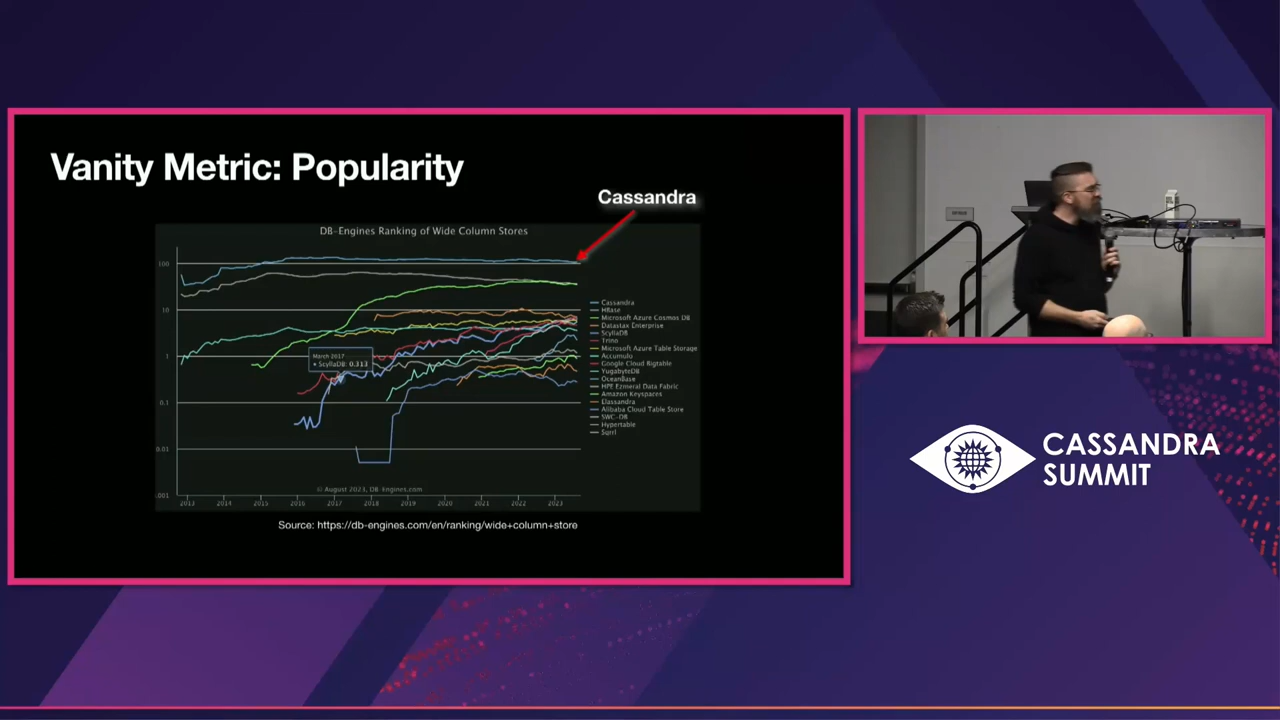 Vanity Metric: Popularity
Cassandra
DB-Engines Ranking of Wide Column Stores
100
10
1
0.1
0.01
.001
March 2017
ScyllaDB: 0.313
Cassandra
HBase
Microsoft Azure Cosmos DB
Datastax Enterprise
ScyllaDB
Trino
Microsoft Azure Table Storage
Accumulo
Google Cloud Bigtable
YugabyteDB
OceanBase
HPE Ezmeral Data Fabric
Amazon Keyspaces
Elassandra
Alibaba Cloud Table Store
SWC-DB
Hypertable
Sqrrl
© August 2023, DB-Engines.com
2013 2014 2015 2016 2017 2018 2019 2020 2021 2022 2023
Source: https://db-engines.com/en/ranking/wide+column+store
CASSANDRA
SUMMIT